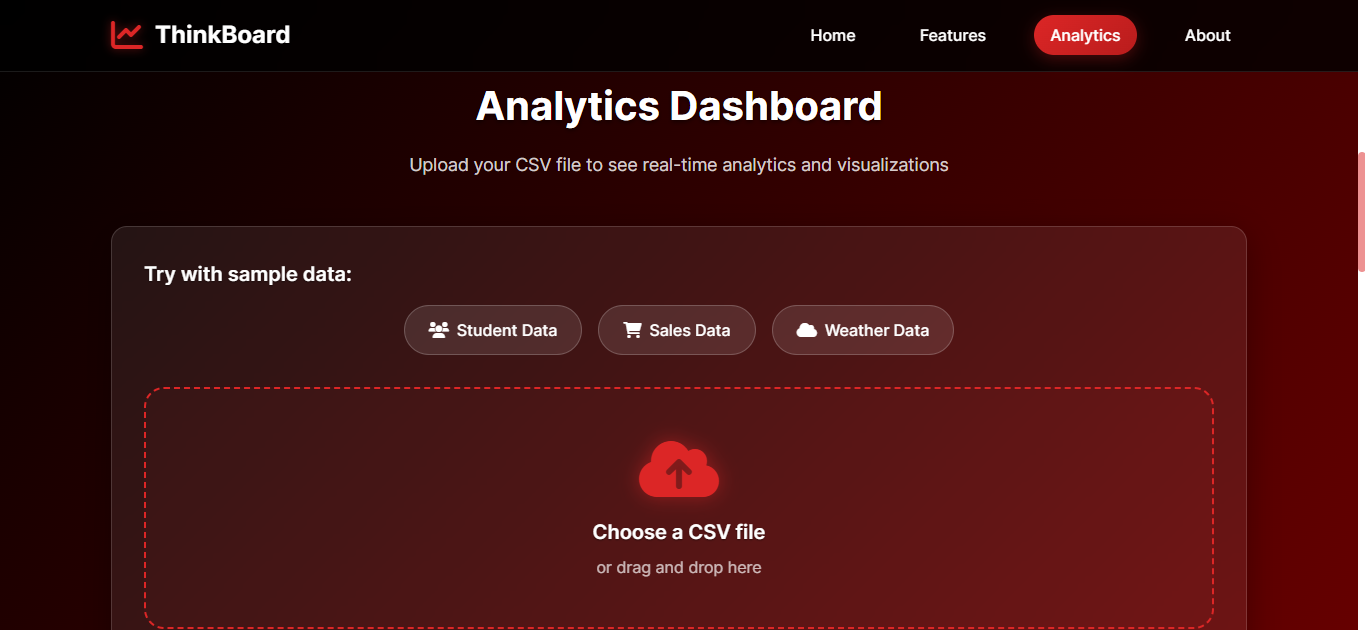 ThinkBoard Home Features Analytics About
Analytics Dashboard
Upload your CSV file to see real-time analytics and visualizations
Try with sample data:
Student Data Sales Data Weather Data
Choose a CSV file
or drag and drop here